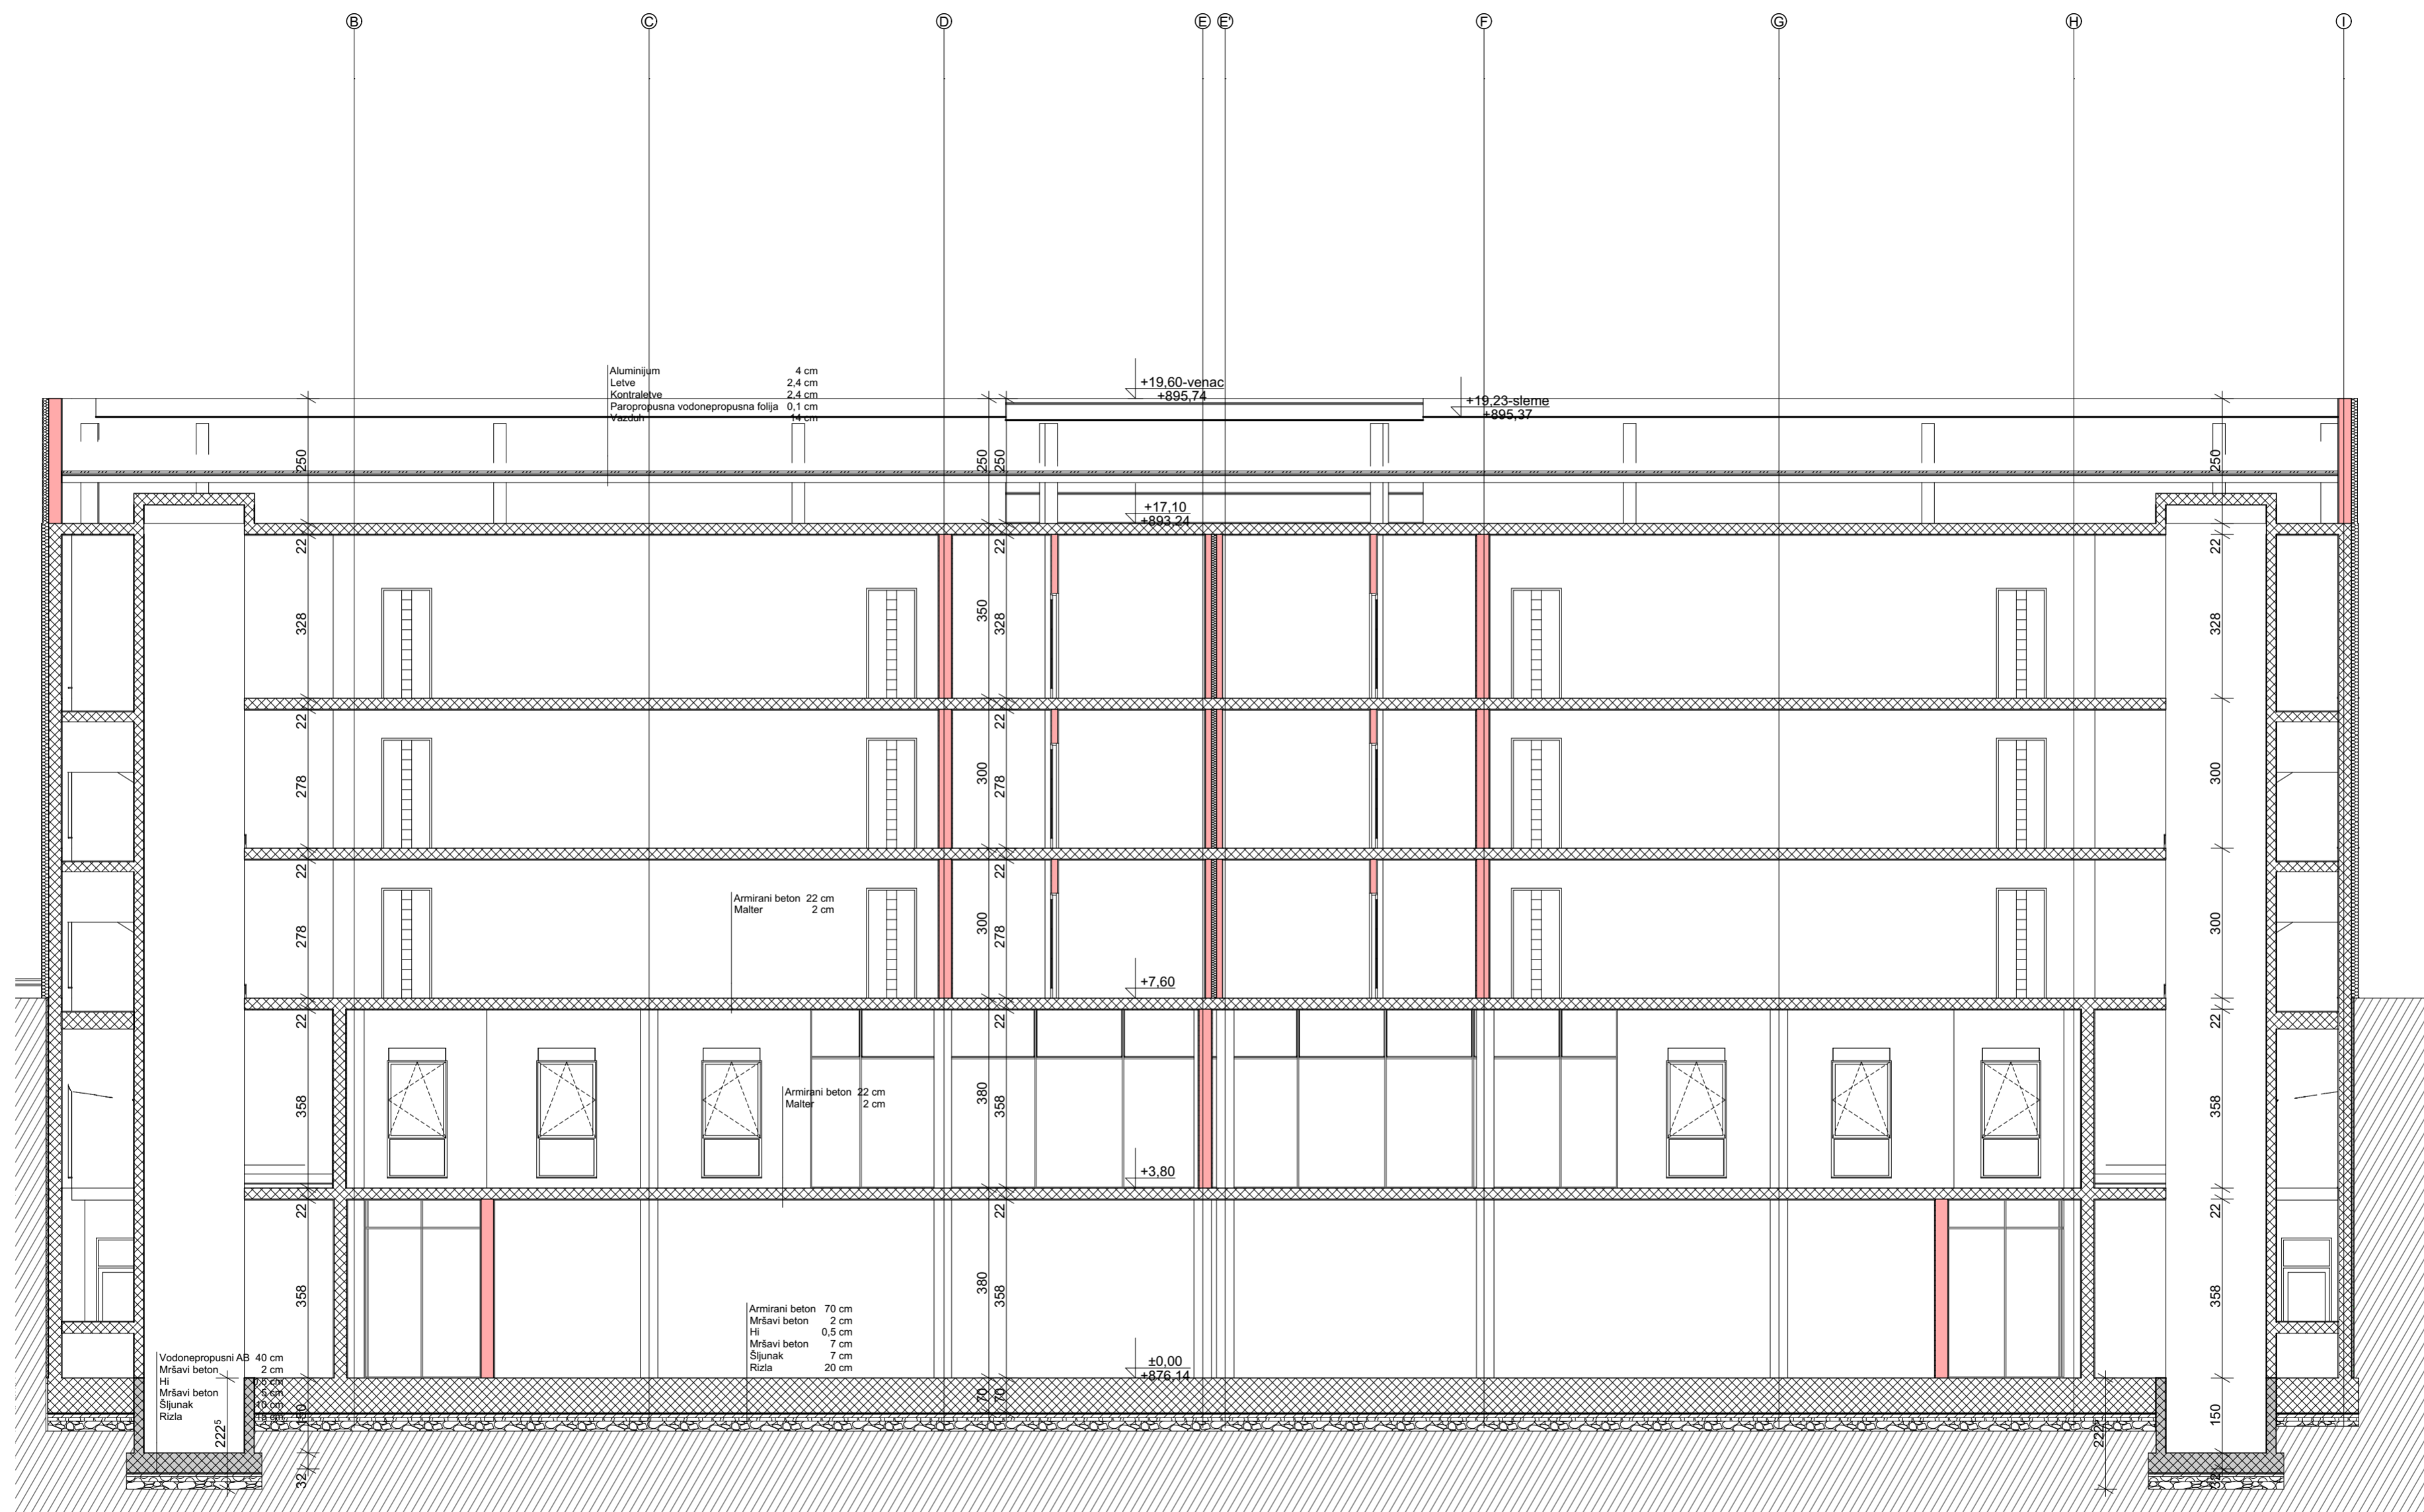 B C D E E' F G H I
Aluminijum 4 cm
Letve 2,4 cm
Kontraletve 2,4 cm
Paropropusna vodonepropusna folija 0,1 cm
Vazduh 14 cm
+19,60-venac
+895,74
+19,23-sleme
+895,37
250 250 250 250
+17,10
+893,24
22 22 22
328 350 328 328
22 22
278 300 278 300
22 22
Armirani beton 22 cm
Malter 2 cm
278 300 278 300
+7,60
22 22 22
Armirani beton 22 cm
Malter 2 cm
358 380 358 358
+3,80
22 22 22
358 380 358 358
Armirani beton 70 cm
Mršavi beton 2 cm
Hi 0,5 cm
Mršavi beton 7 cm
Šljunak 7 cm
Rizla 20 cm
±0,00
+876,14
Vodonepropusni AB 40 cm
Mršavi beton 2 cm
Hi
Mršavi beton 5 cm
Šljunak 10 cm
Rizla
70 70
150
222⁵
32